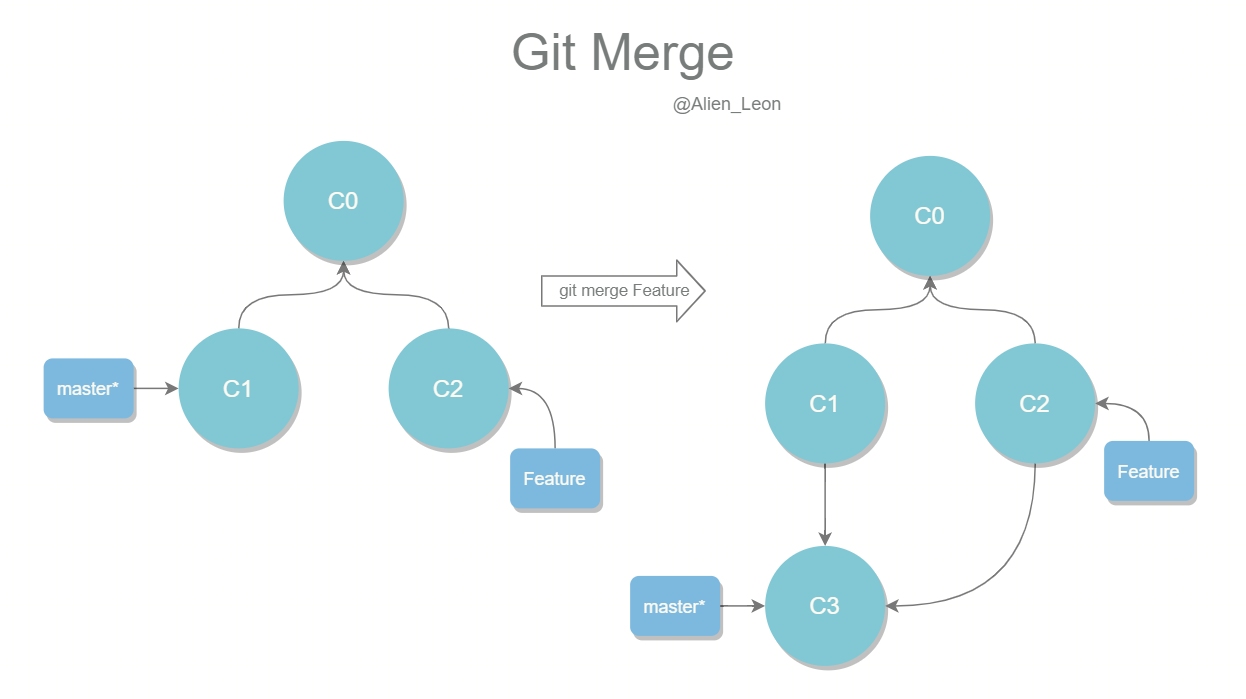 Git Merge
@Alien_Leon
C0
C1
C2
master*
Feature
git merge Feature
C0
C1
C2
Feature
master*
C3